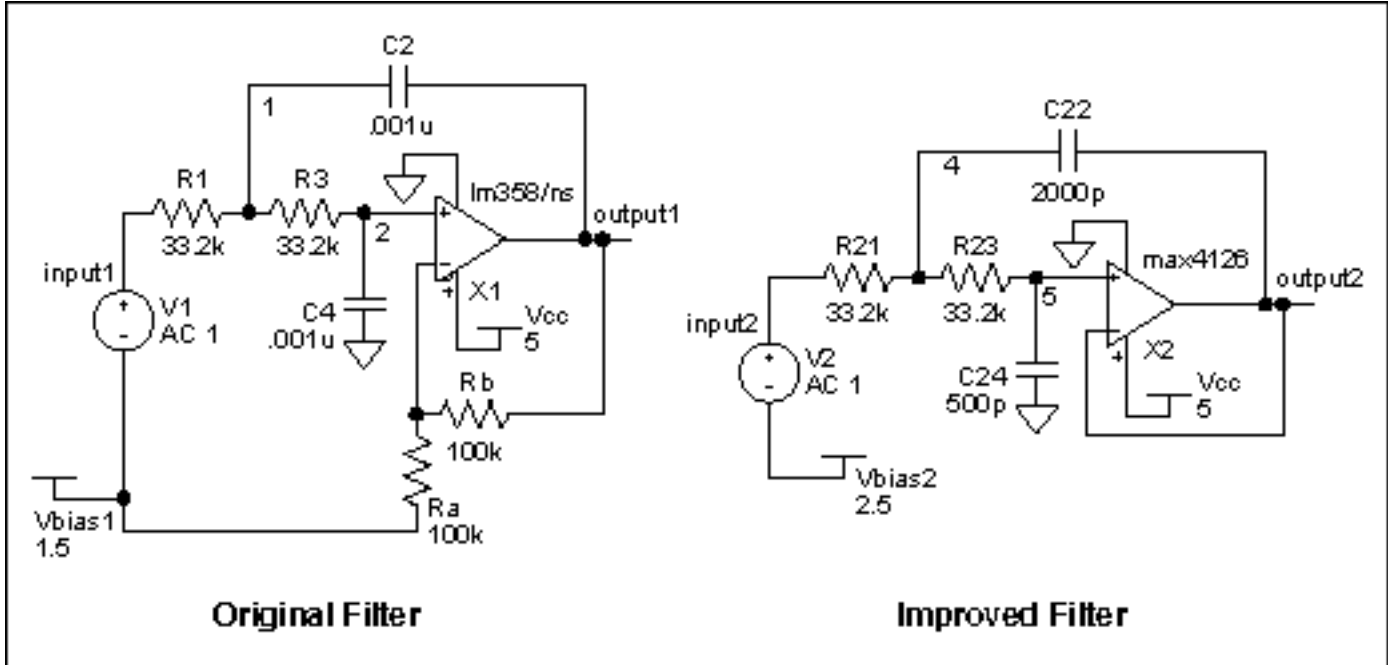 C2
1
.001u
R1
R3
lm358/ns
output1
2
33.2k
33.2k
input1
+
-
+
-
+
X1
V1
AC 1
C4
.001u
Vcc
5
Rb
100k
Ra
100k
Vbias1
1.5
Original Filter
C22
4
2000p
R21
R23
max4126
output2
5
33.2k
33.2k
input2
+
-
+
-
+
X2
V2
AC 1
C24
500p
Vcc
5
Vbias2
2.5
Improved Filter